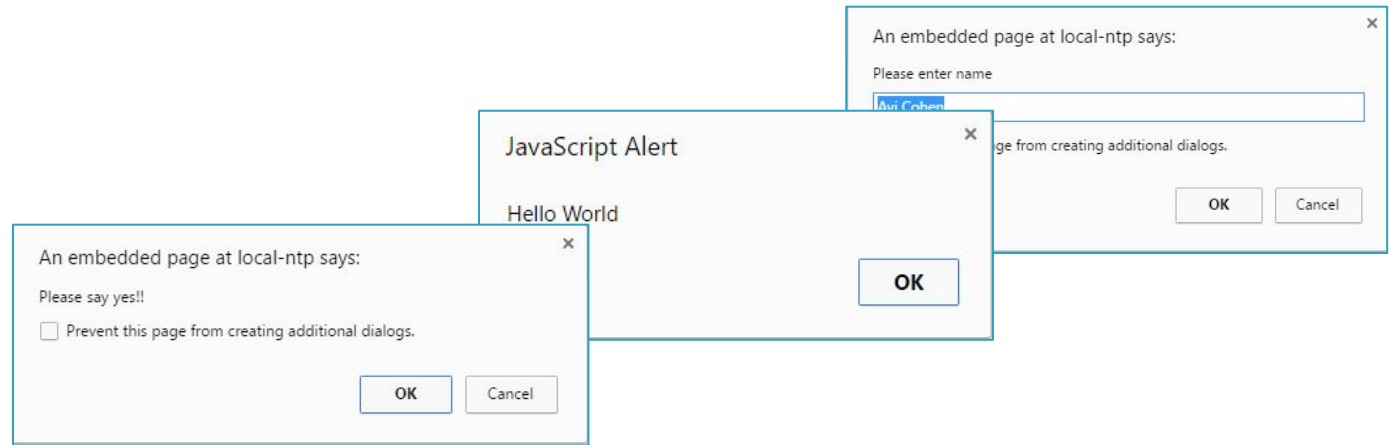 An embedded page at local-ntp says:
Please enter name
Avi Cohen
ge from creating additional dialogs.
OK
Cancel
JavaScript Alert
Hello World
OK
An embedded page at local-ntp says:
Please say yes!!
Prevent this page from creating additional dialogs.
OK
Cancel